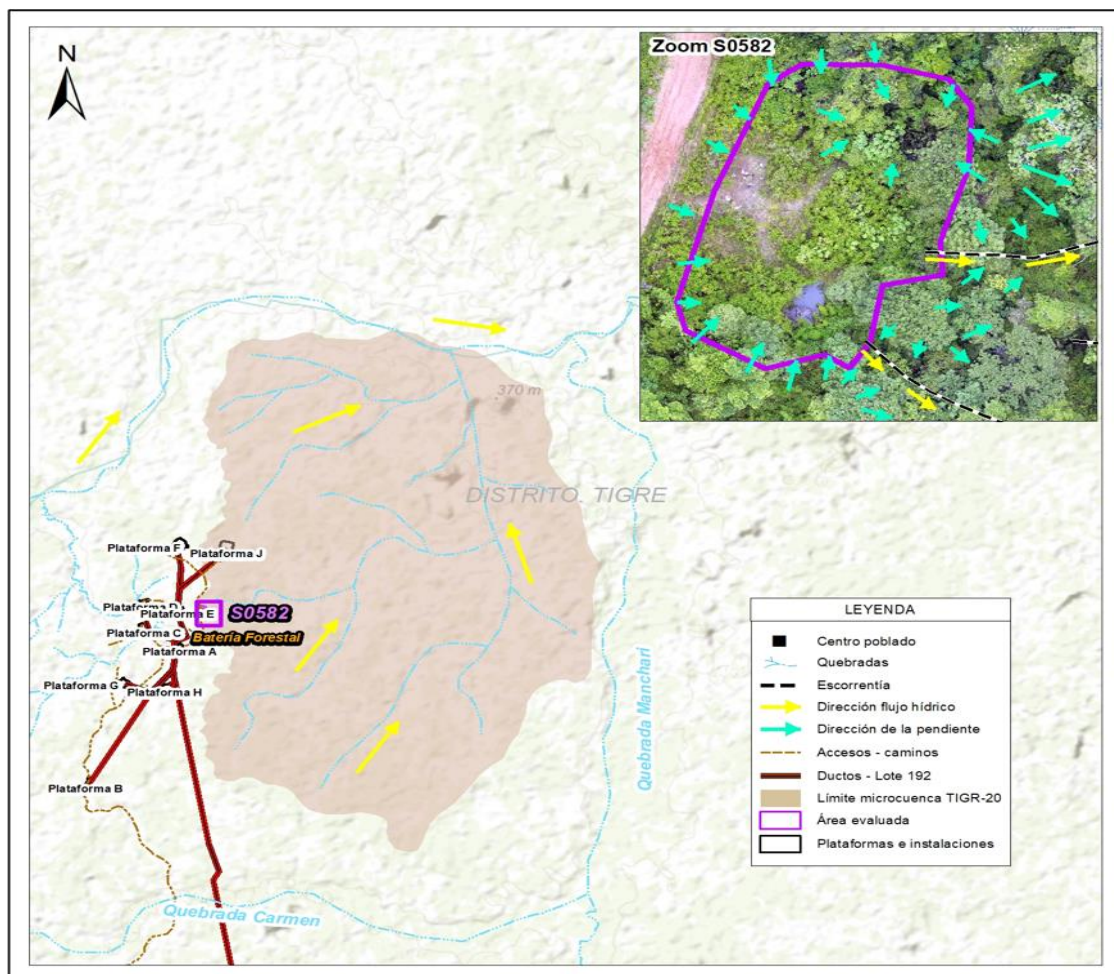 N
Zoom S0582
370 m
DISTRITO TIGRE
Plataforma F
Plataforma J
Plataforma D
Plataforma E
S0582
Plataforma C
Batería Forestal
Plataforma A
Plataforma G
Plataforma H
Plataforma B
Quebrada Manchari
Quebrada Carmen
LEYENDA
Centro poblado
Quebradas
Escorrentía
Dirección flujo hídrico
Dirección de la pendiente
Accesos - caminos
Ductos - Lote 192
Límite microcuenca TIGR-20
Área evaluada
Plataformas e instalaciones